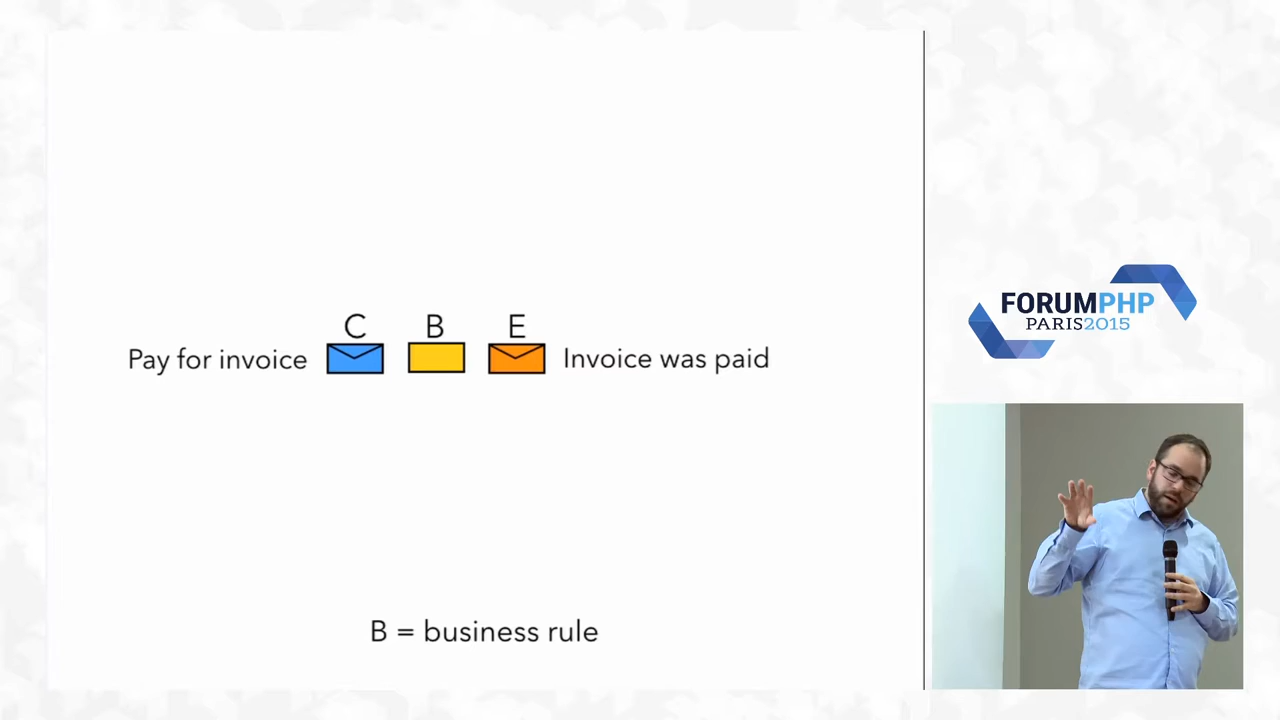 C B E
Pay for invoice Invoice was paid
B = business rule
FORUMPHP
PARIS2015